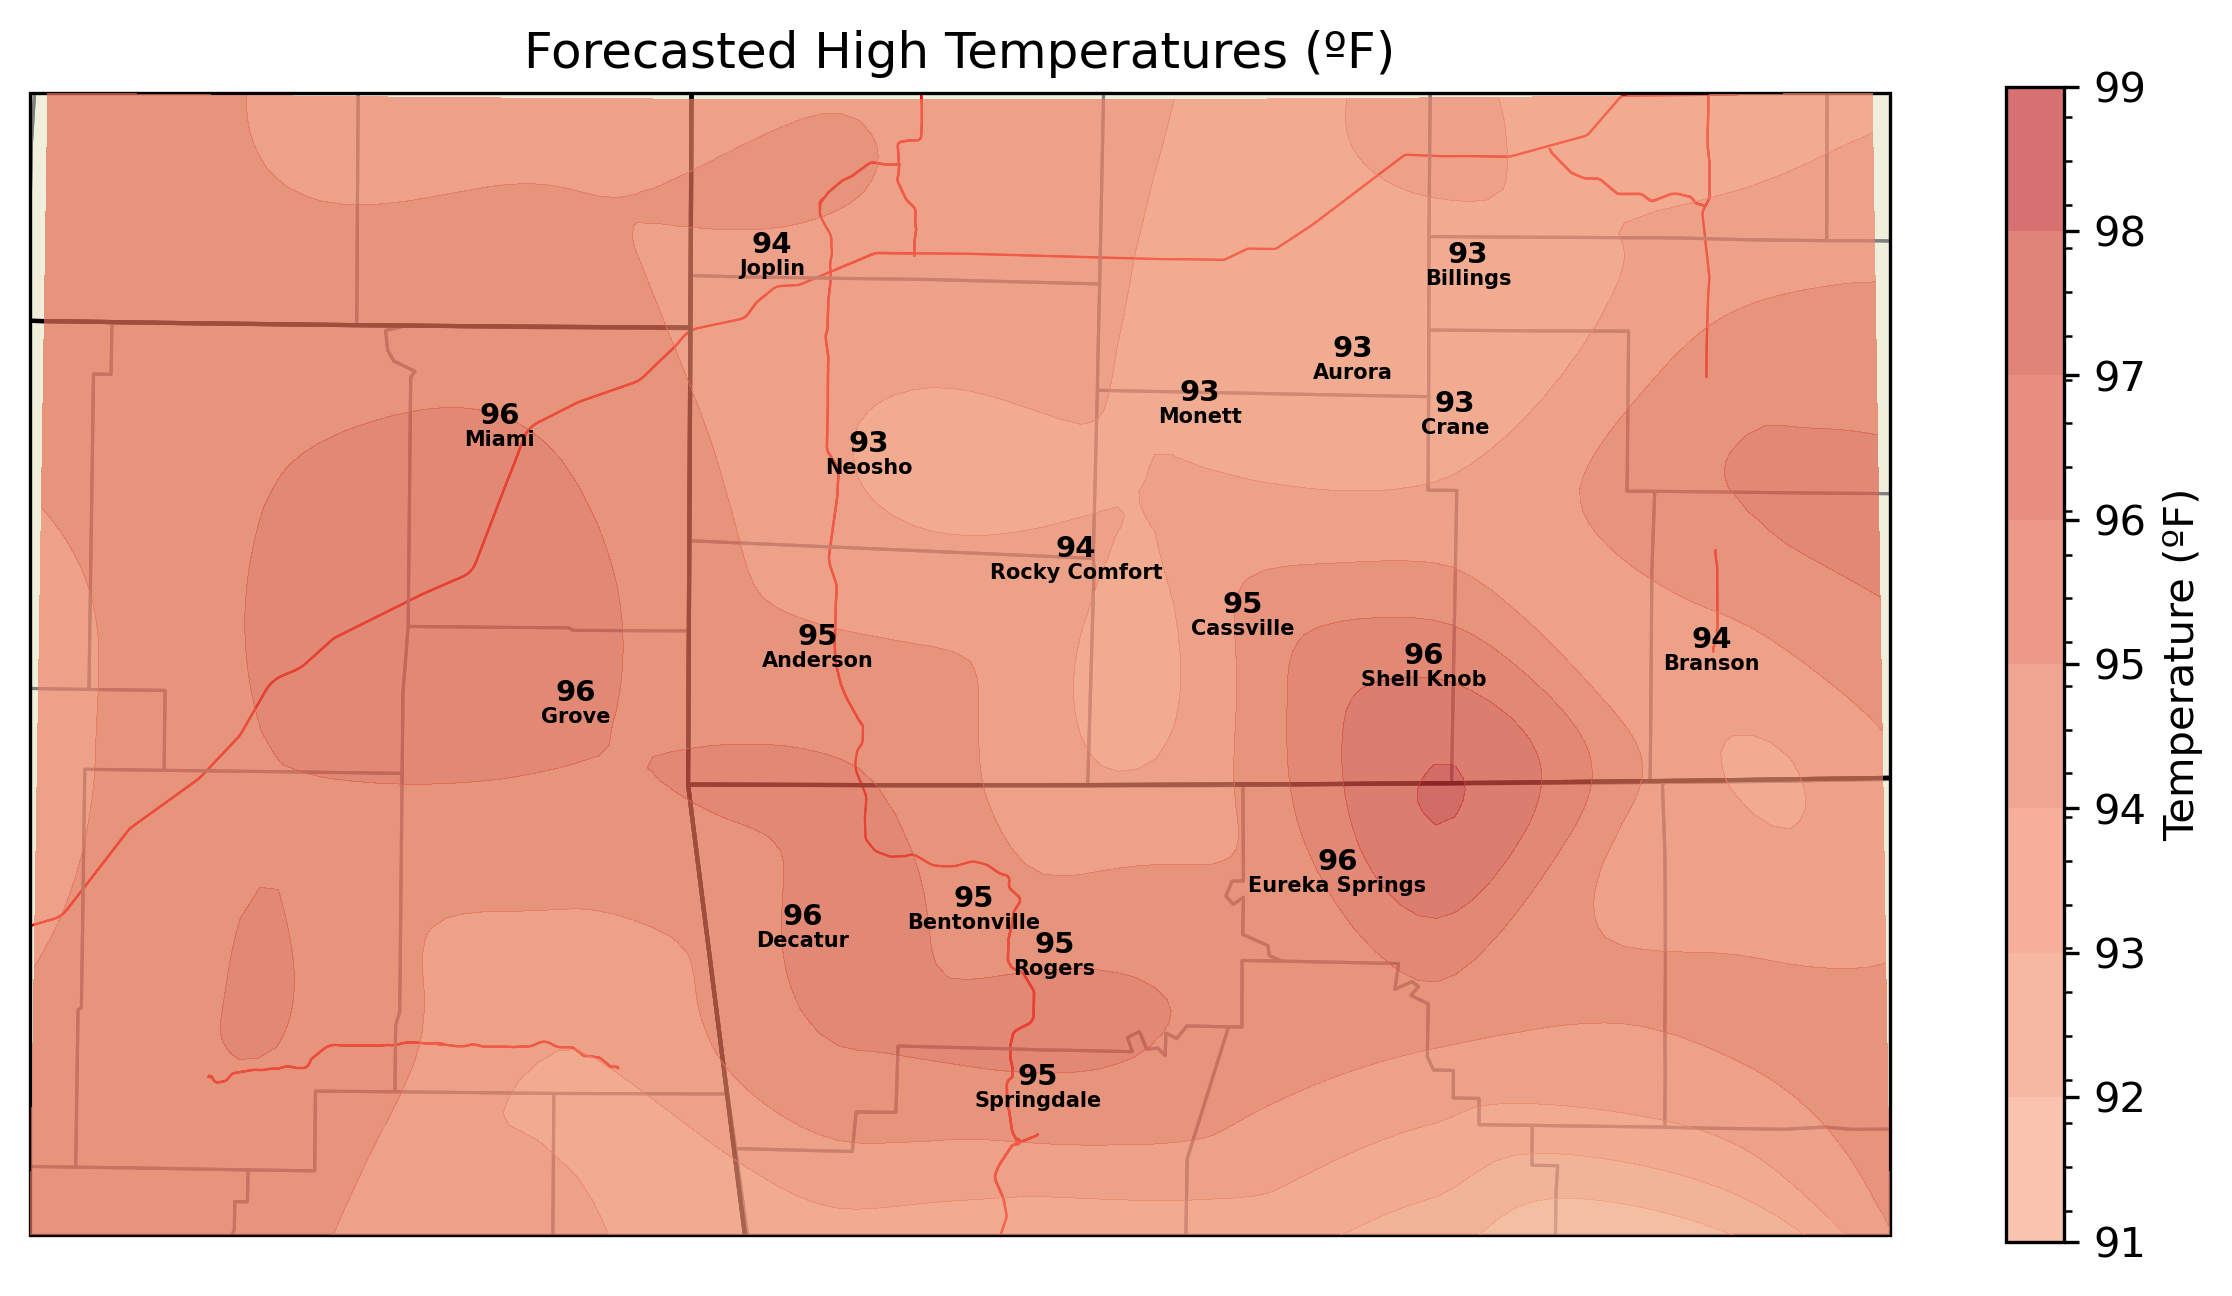 Forecasted High Temperatures (ºF)
94
Joplin
93
Billings
93
Aurora
93
Monett
93
Crane
96
Miami
93
Neosho
94
Rocky Comfort
95
Cassville
95
Anderson
96
Shell Knob
94
Branson
96
Grove
96
Eureka Springs
95
Bentonville
96
Decatur
95
Rogers
95
Springdale
99
98
97
96
95
94
93
92
91
Temperature (ºF)